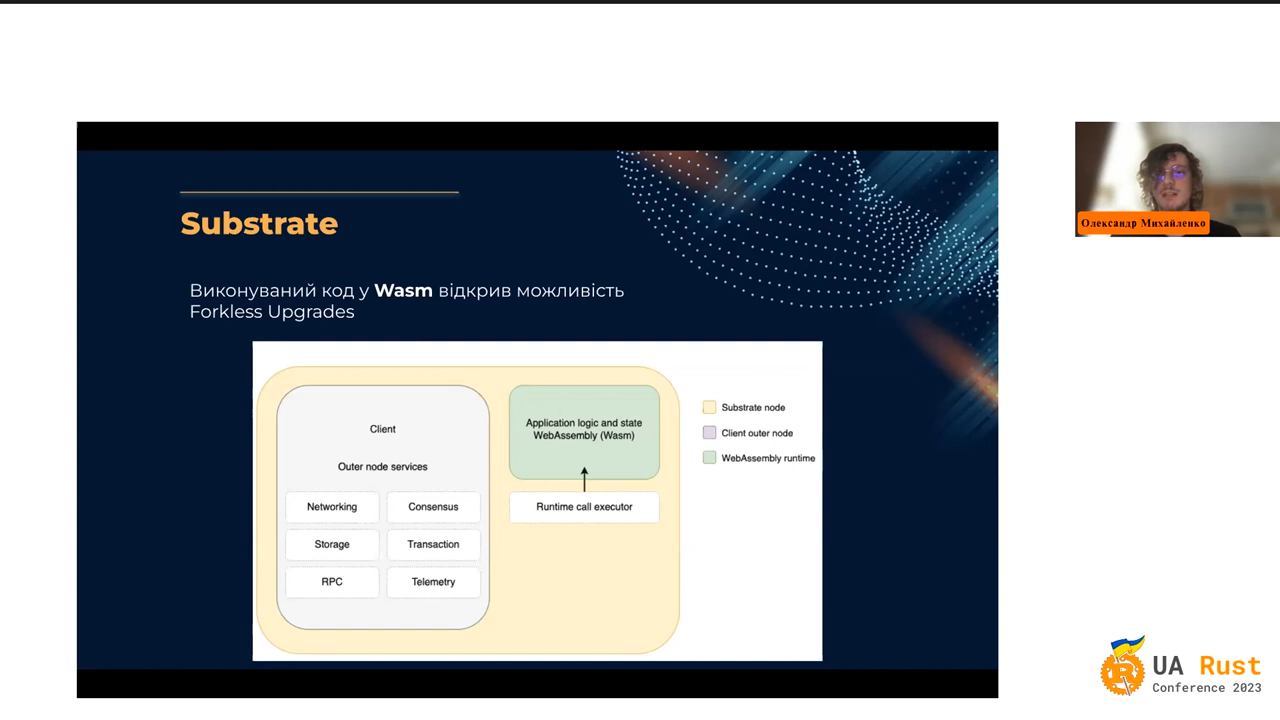 Substrate
Виконуваний код у Wasm відкрив можливість
Forkless Upgrades
Client
Outer node services
Networking
Consensus
Storage
Transaction
RPC
Telemetry
Application logic and state
WebAssembly (Wasm)
Runtime call executor
Substrate node
Client outer node
WebAssembly runtime
Олександр Михайленко
UA Rust
Conference 2023